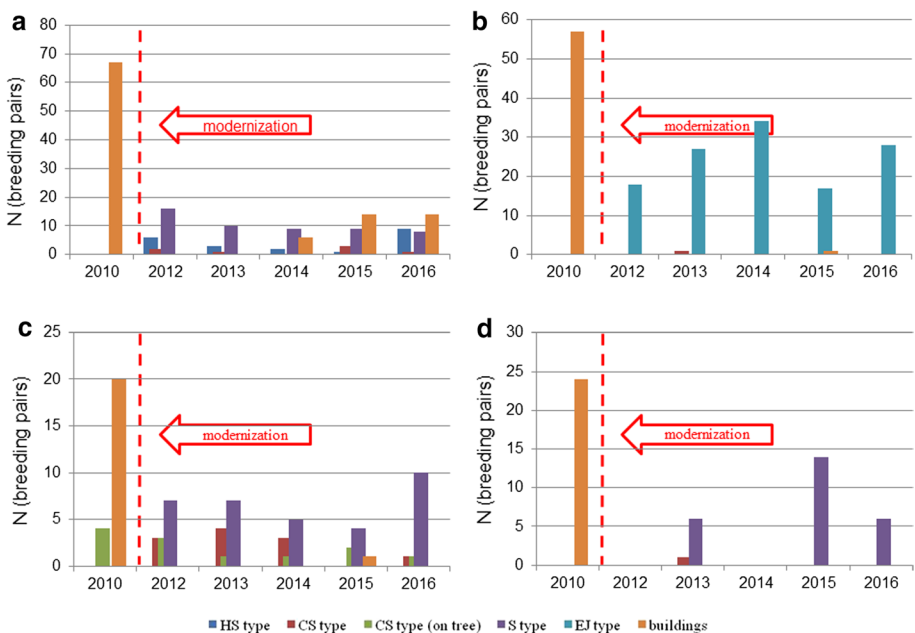 a
N (breeding pairs)
80
70
60
50
40
30
20
10
0
modernization
2010 2012 2013 2014 2015 2016
b
N (breeding pairs)
60
50
40
30
20
10
0
modernization
2010 2012 2013 2014 2015 2016
c
N (breeding pairs)
25
20
15
10
5
0
modernization
2010 2012 2013 2014 2015 2016
d
N (breeding pairs)
30
25
20
15
10
5
0
modernization
2010 2012 2013 2014 2015 2016
HS type CS type CS type (on tree) S type EJ type buildings